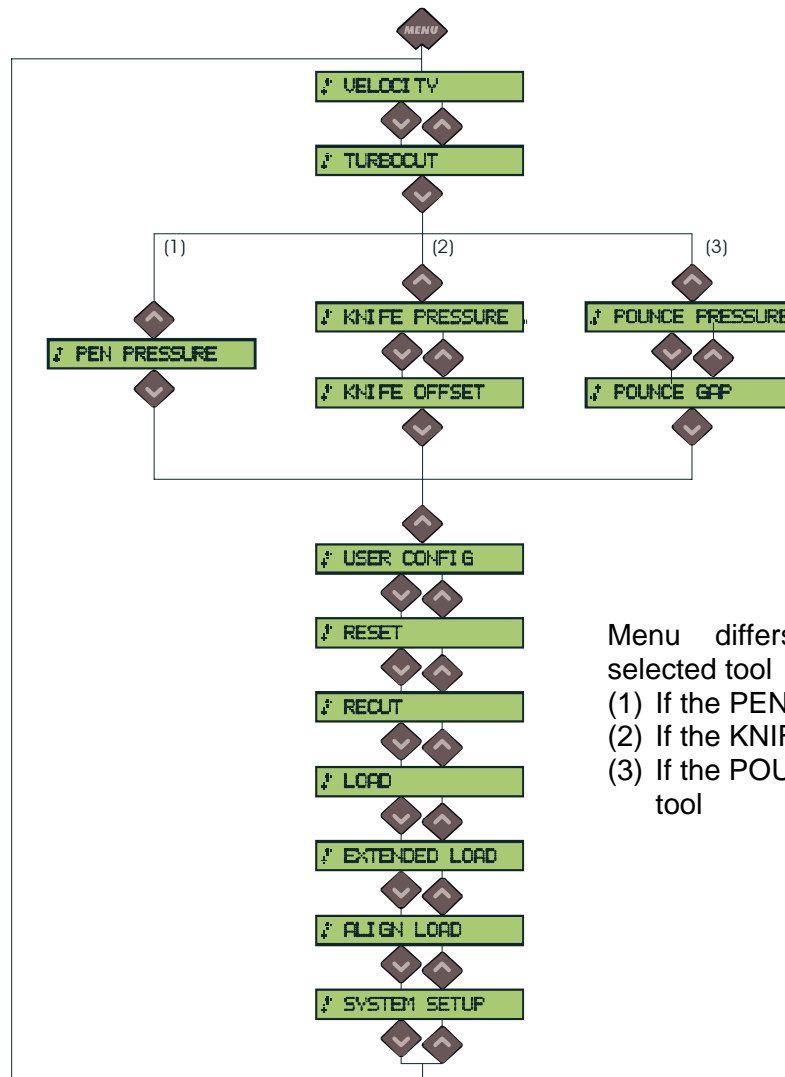 MENU
VELOCITY
TURBOCUT
(1) (2) (3)
KNIFE PRESSURE POUNCE PRESSURE
PEN PRESSURE
KNIFE OFFSET POUNCE GAP
USER CONFIG
RESET
RECUT
LOAD
EXTENDED LOAD
ALIGN LOAD
SYSTEM SETUP
Menu differs
selected tool
(1) If the PEN
(2) If the KNIF
(3) If the POU
tool